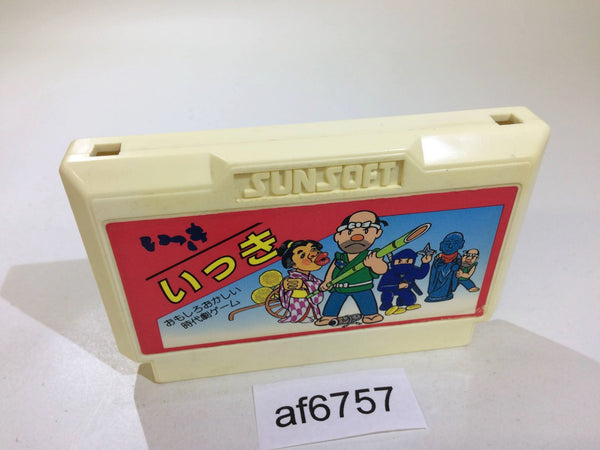 SUNSOFT
いっき
いっき
おもしろおかしい
時代劇ゲーム
af6757